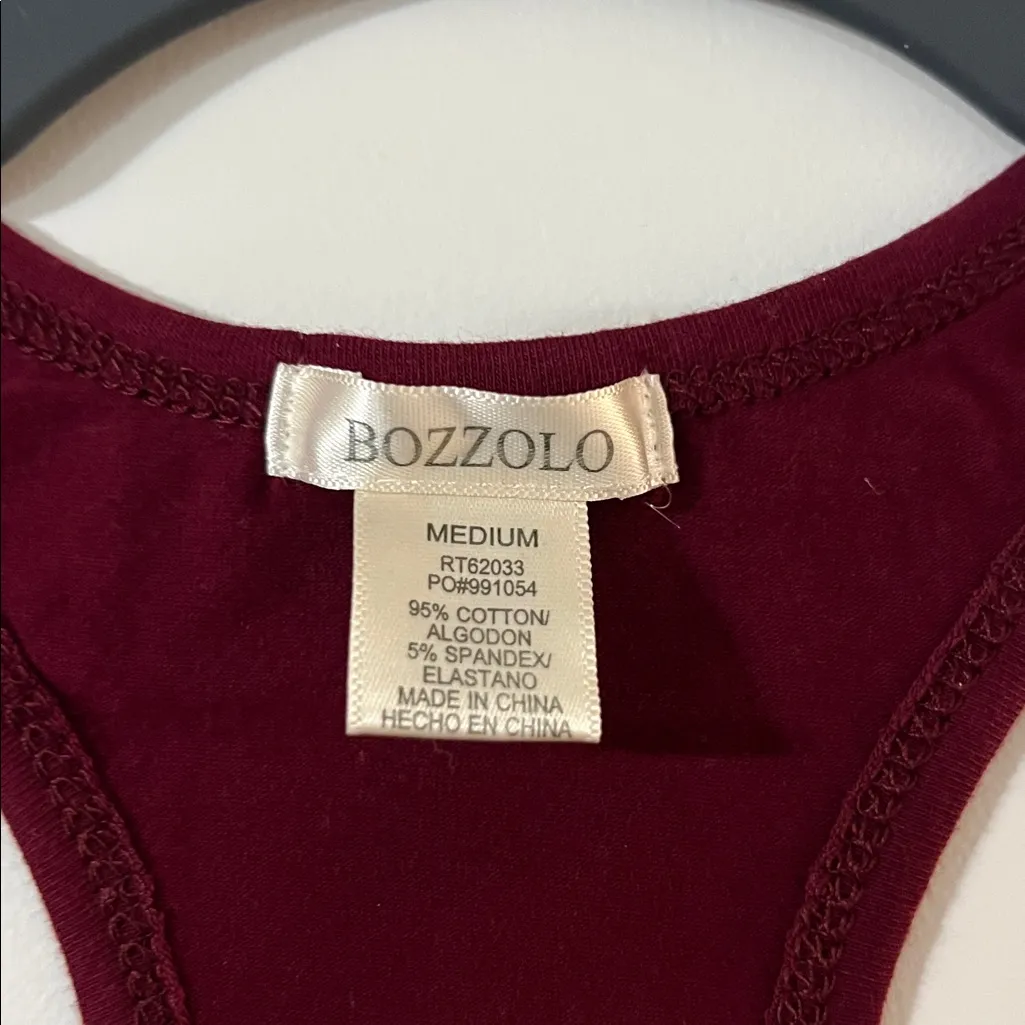 BOZZOLO
MEDIUM
RT62033
PO#991054
95% COTTON/
ALGODON
5% SPANDEX/
ELASTANO
MADE IN CHINA
HECHO EN CHINA